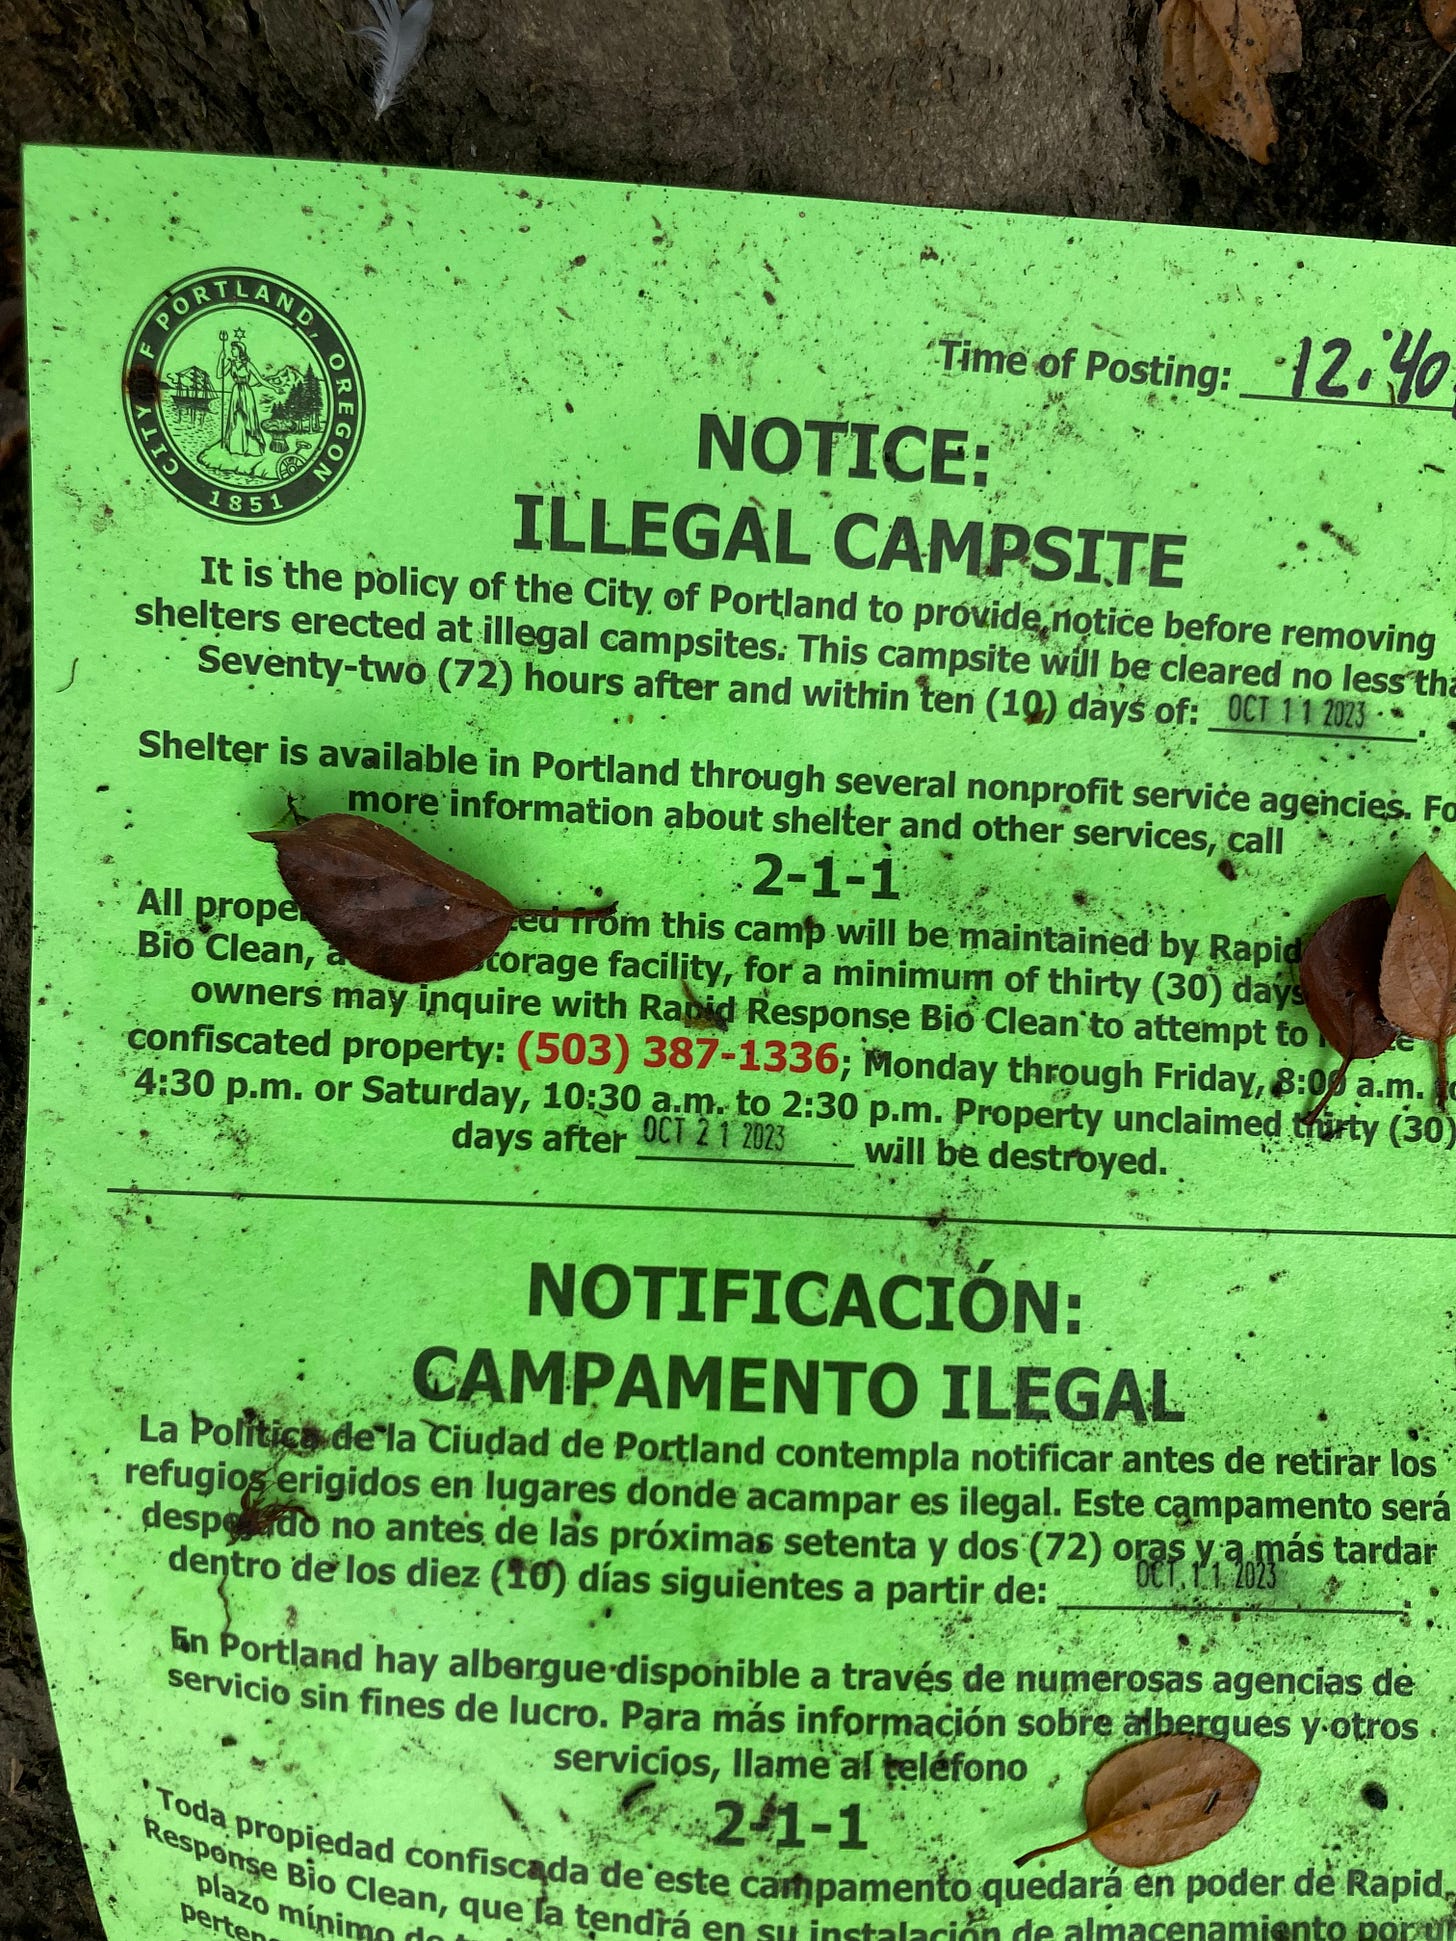 CITY OF PORTLAND, OREGON
1851
Time of Posting: 12:40
NOTICE:
ILLEGAL CAMPSITE
It is the policy of the City of Portland to provide notice before removing
shelters erected at illegal campsites. This campsite will be cleared no less
Seventy-two (72) hours after and within ten (10) days of: OCT 11 2023.
Shelter is available in Portland through several nonprofit service agencies.
more information about shelter and other services, call
2-1-1
All from this camp will be maintained by Rapid
Bio Clean, storage facility, for a minimum of thirty (30) days
owners may inquire with Rapid Response Bio Clean to attempt to
confiscated property: (503) 387-1336; Monday through Friday, 8:00 a.m.
4:30 p.m. or Saturday, 10:30 a.m. to 2:30 p.m. Property unclaimed thirty (30)
days after OCT 21 2023 will be destroyed.
NOTIFICACIÓN:
CAMPAMENTO ILEGAL
La Política de la Ciudad de Portland contempla notificar antes de retirar los
refugios erigidos en lugares donde acampar es ilegal. Este campamento será
no antes de las próximas setenta y dos (72) oras y a más tardar
dentro de los diez (10) días siguientes a partir de: OCT 11 2023.
En Portland hay albergue disponible a través de numerosas agencias de
servicio sin fines de lucro. Para más información sobre albergues y otros
servicios, llame al teléfono
2-1-1
Toda propiedad confiscada de este campamento quedará en poder de Rapid
Response Bio Clean, que la tendrá en su instalación de almacenamiento por
plazo mínimo